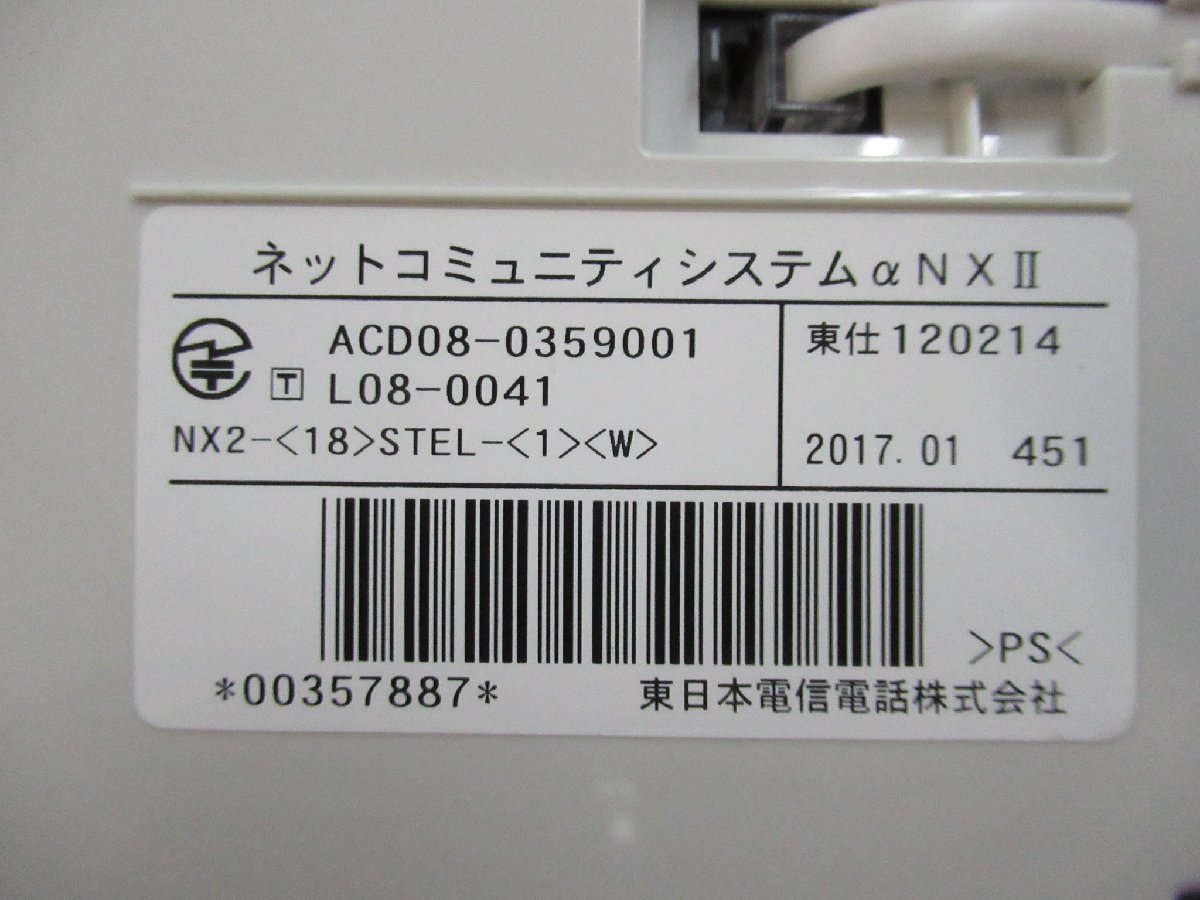 ネットコミュニティシステムαNXⅡ
ACD08-0359001
T L08-0041
NX2-<18>STEL-<1><W>
東仕120214
2017.01 451
>PS<
*00357887*
東日本電信電話株式会社